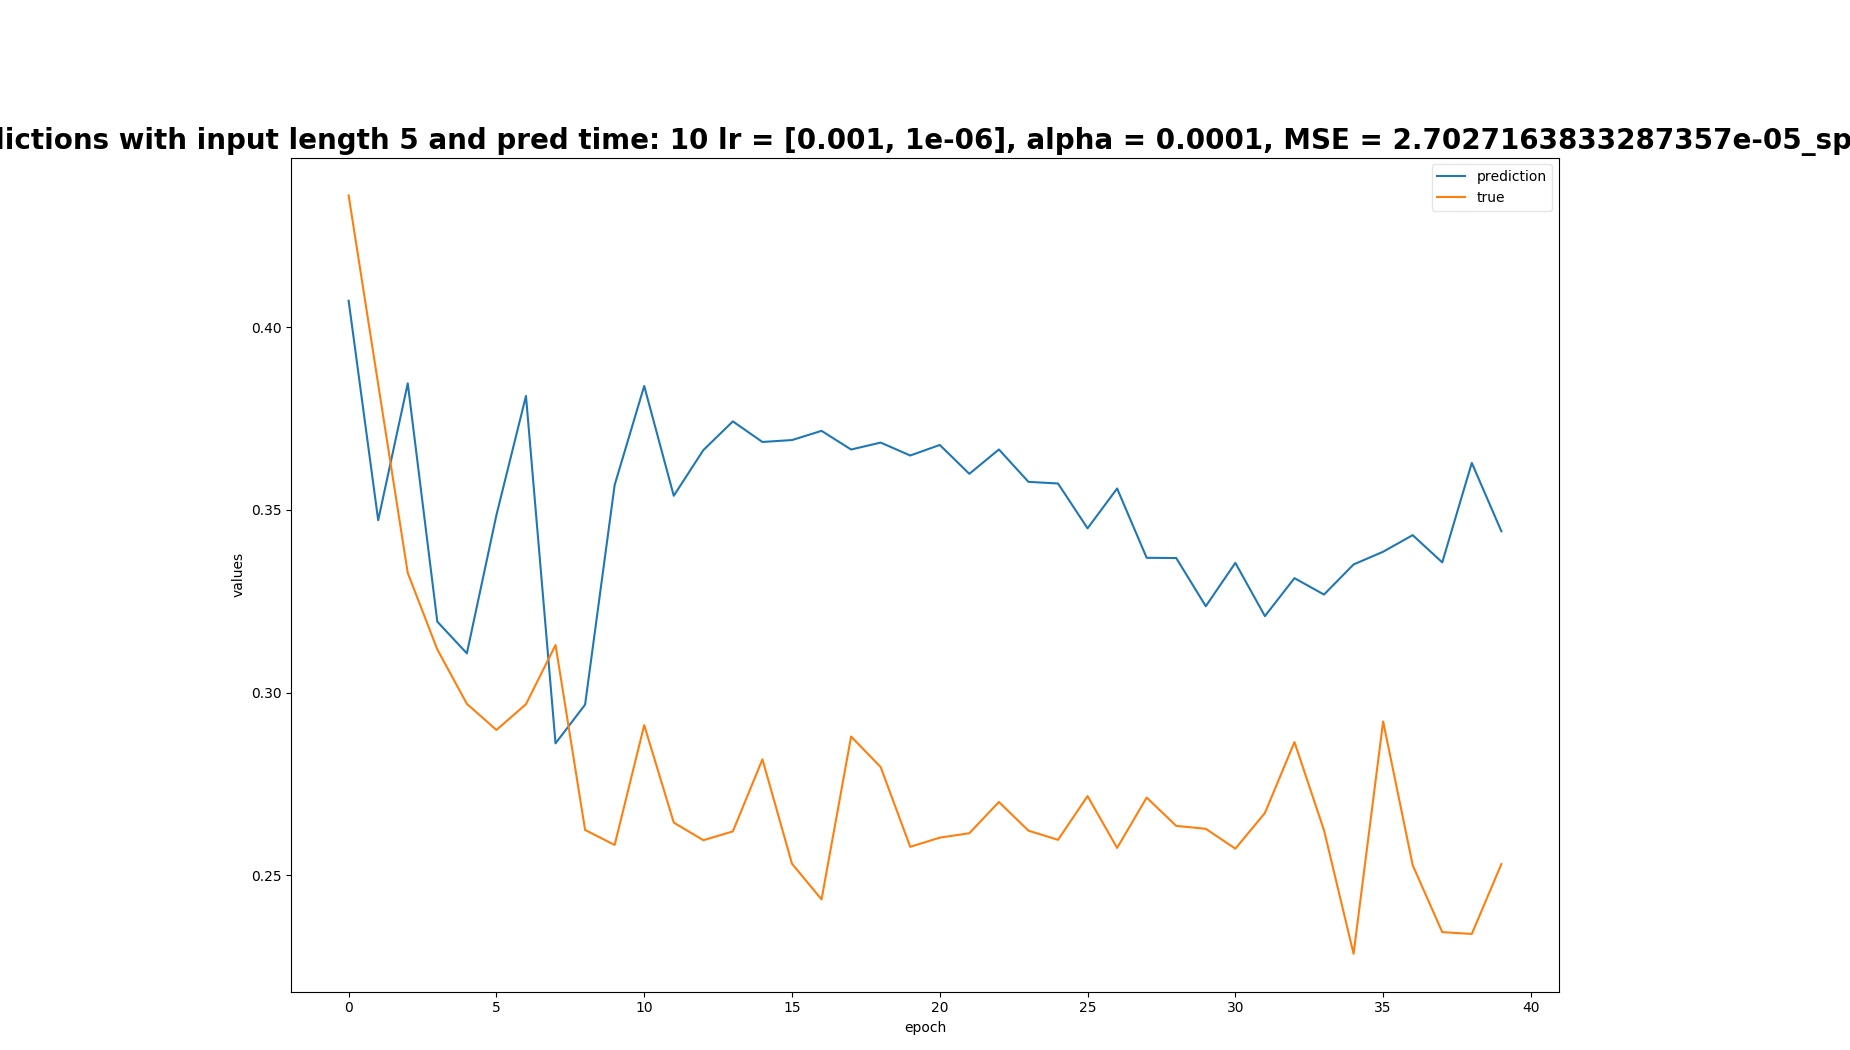 with input length 5 and pred time: 10 lr = [0.001, 1e-06], alpha = 0.0001, MSE = 2.7027163833287357e-05_sp
prediction
true
0.40
0.35
0.30
0.25
values
0 5 10 15 20 25 30 35 40
epoch